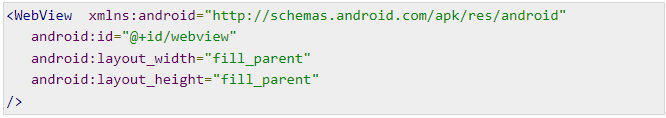 <WebView  xmlns:android="http://schemas.android.com/apk/res/android"
   android:id="@+id/webview"
   android:layout_width="fill_parent"
   android:layout_height="fill_parent"
/>